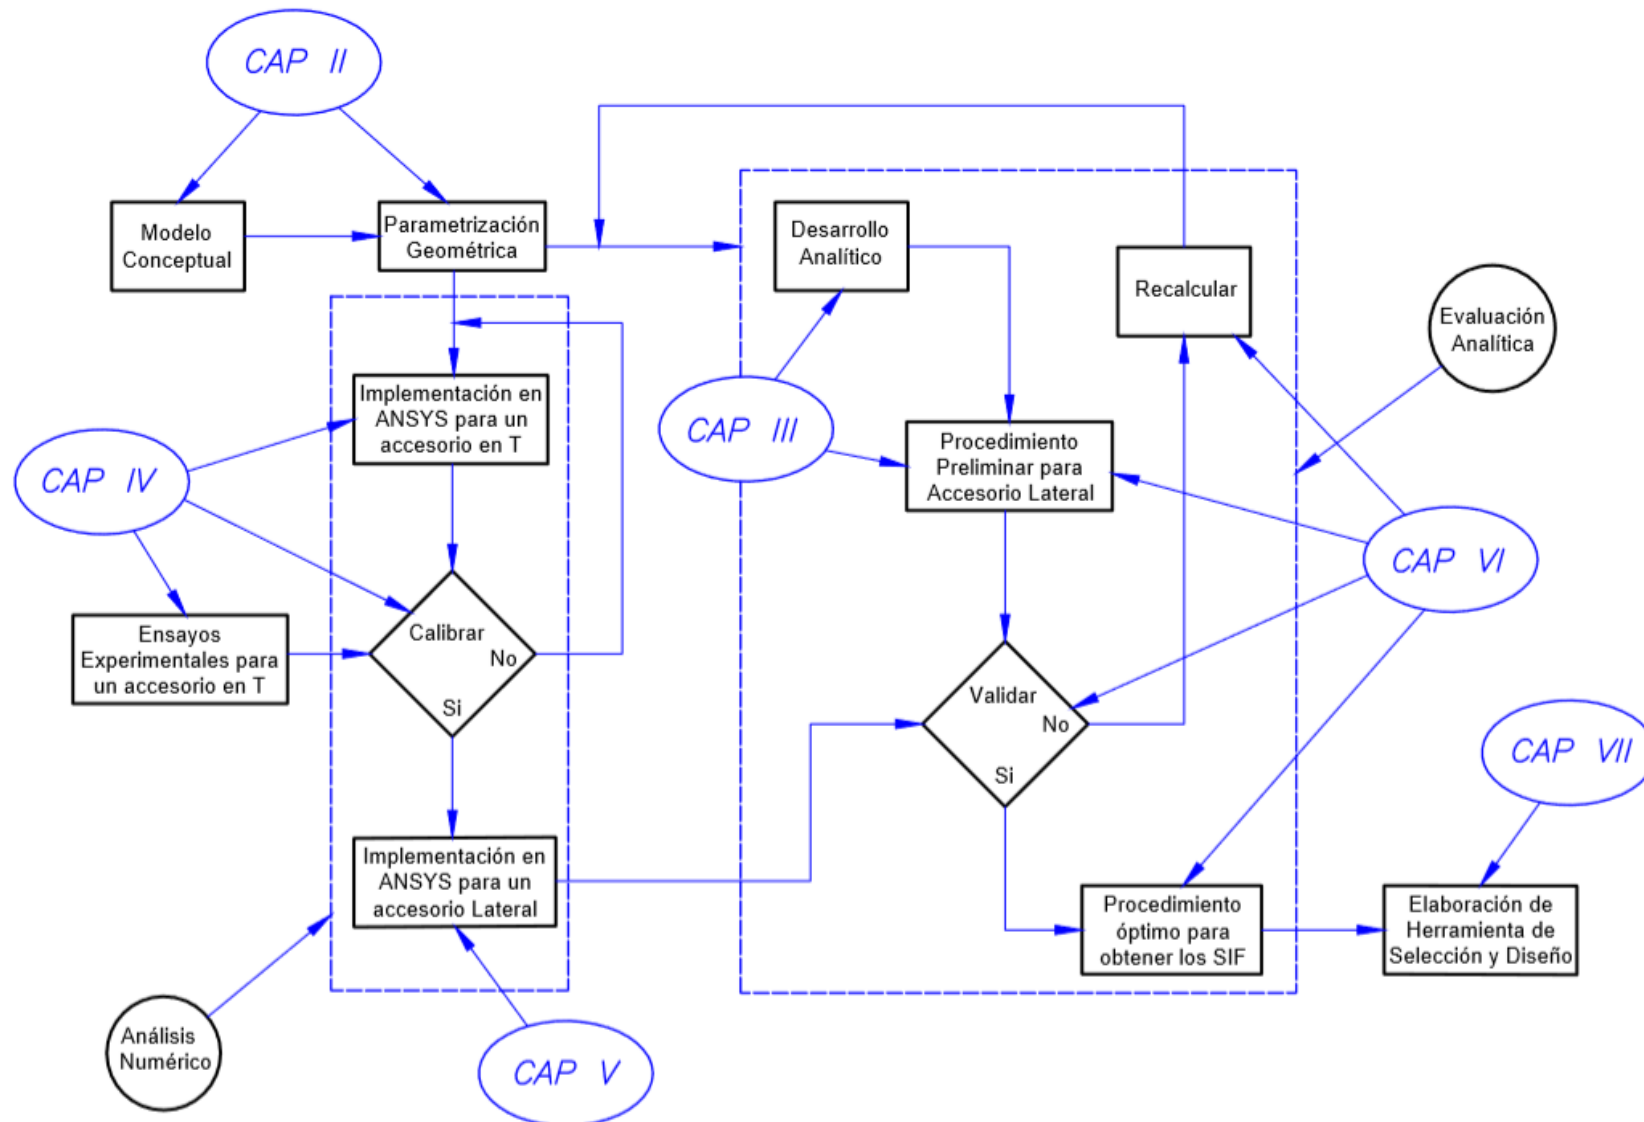 CAP II
Modelo
Conceptual
Parametrización
Geométrica
Desarrollo
Analítico
Recalcular
Evaluación
Analítica
Implementación en
ANSYS para un
accesorio en T
CAP III
Procedimiento
Preliminar para
Accesorio Lateral
CAP IV
CAP VI
Ensayos
Experimentales para
un accesorio en T
Calibrar
No
Si
Validar
No
Si
CAP VII
Implementación en
ANSYS para un
accesorio Lateral
Procedimiento
óptimo para
obtener los SIF
Elaboración de
Herramienta de
Selección y Diseño
Análisis
Numérico
CAP V